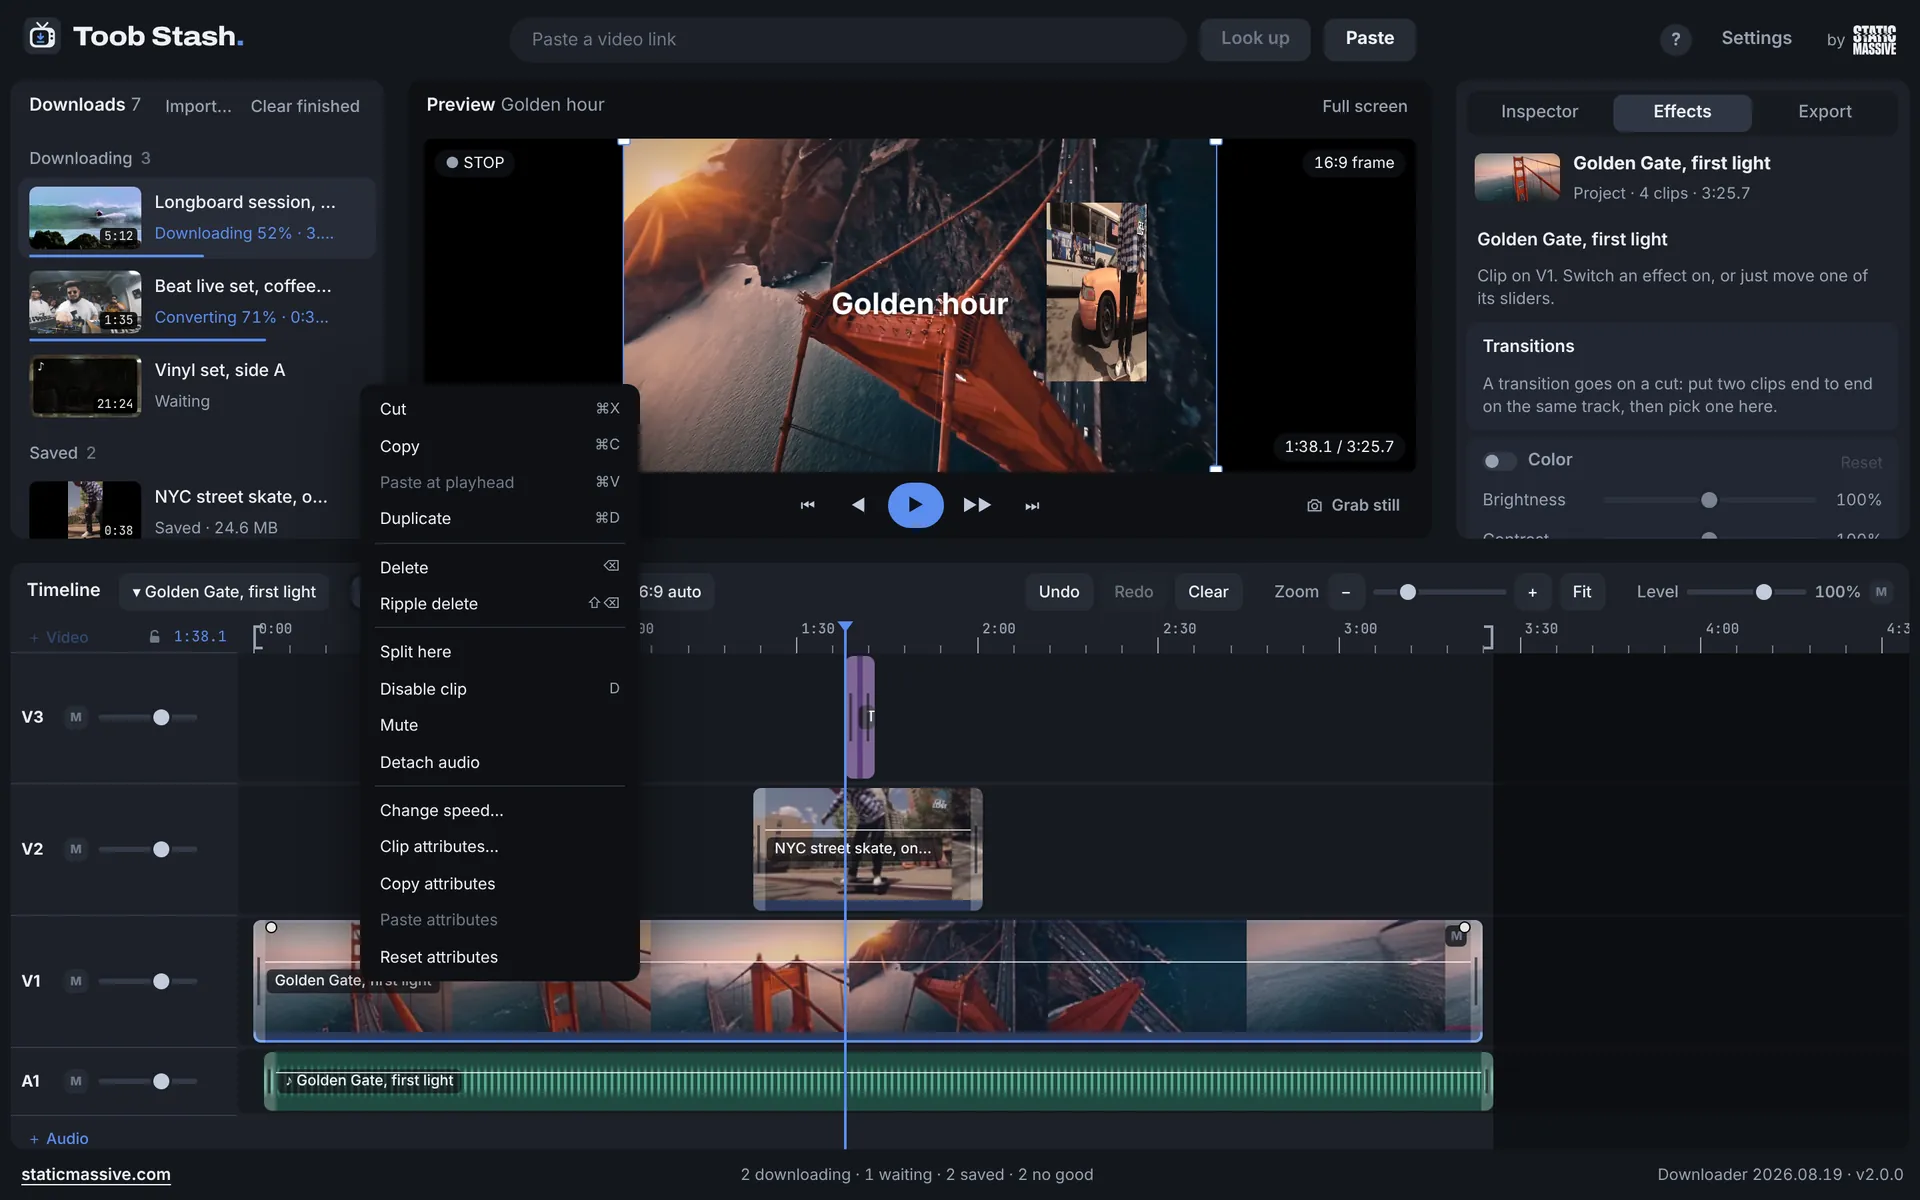 Toob Stash.
Paste a video link
Look up
Paste
?
Settings
by STATIC MASSIVE
Downloads 7
Import...
Clear finished
Downloading 3
5:12
Longboard session, ...
Downloading 52% · 3....
1:35
Beat live set, coffee...
Converting 71% · 0:3...
♪
21:24
Vinyl set, side A
Waiting
Saved 2
0:38
NYC street skate, o...
Saved · 24.6 MB
Preview Golden hour
Full screen
STOP
16:9 frame
Golden hour
1:38.1 / 3:25.7
Grab still
Inspector
Effects
Export
Golden Gate, first light
Project · 4 clips · 3:25.7
Golden Gate, first light
Clip on V1. Switch an effect on, or just move one of
its sliders.
Transitions
A transition goes on a cut: put two clips end to end
on the same track, then pick one here.
Color
Reset
Brightness
100%
Contrast
100%
Cut ⌘X
Copy ⌘C
Paste at playhead ⌘V
Duplicate ⌘D
Delete ⌫
Ripple delete ⇧⌫
Split here
Disable clip D
Mute
Detach audio
Change speed...
Clip attributes...
Copy attributes
Paste attributes
Reset attributes
Timeline
▾ Golden Gate, first light
6:9 auto
Undo
Redo
Clear
Zoom
−
+
Fit
Level
100%
M
+ Video
1:38.1
0:00
00
1:30
2:00
2:30
3:00
3:30
4:00
4:3
V3
M
T
V2
M
NYC street skate, on...
V1
M
Golden Gate, first light
M
A1
M
♪ Golden Gate, first light
+ Audio
staticmassive.com
2 downloading · 1 waiting · 2 saved · 2 no good
Downloader 2026.08.19 · v2.0.0